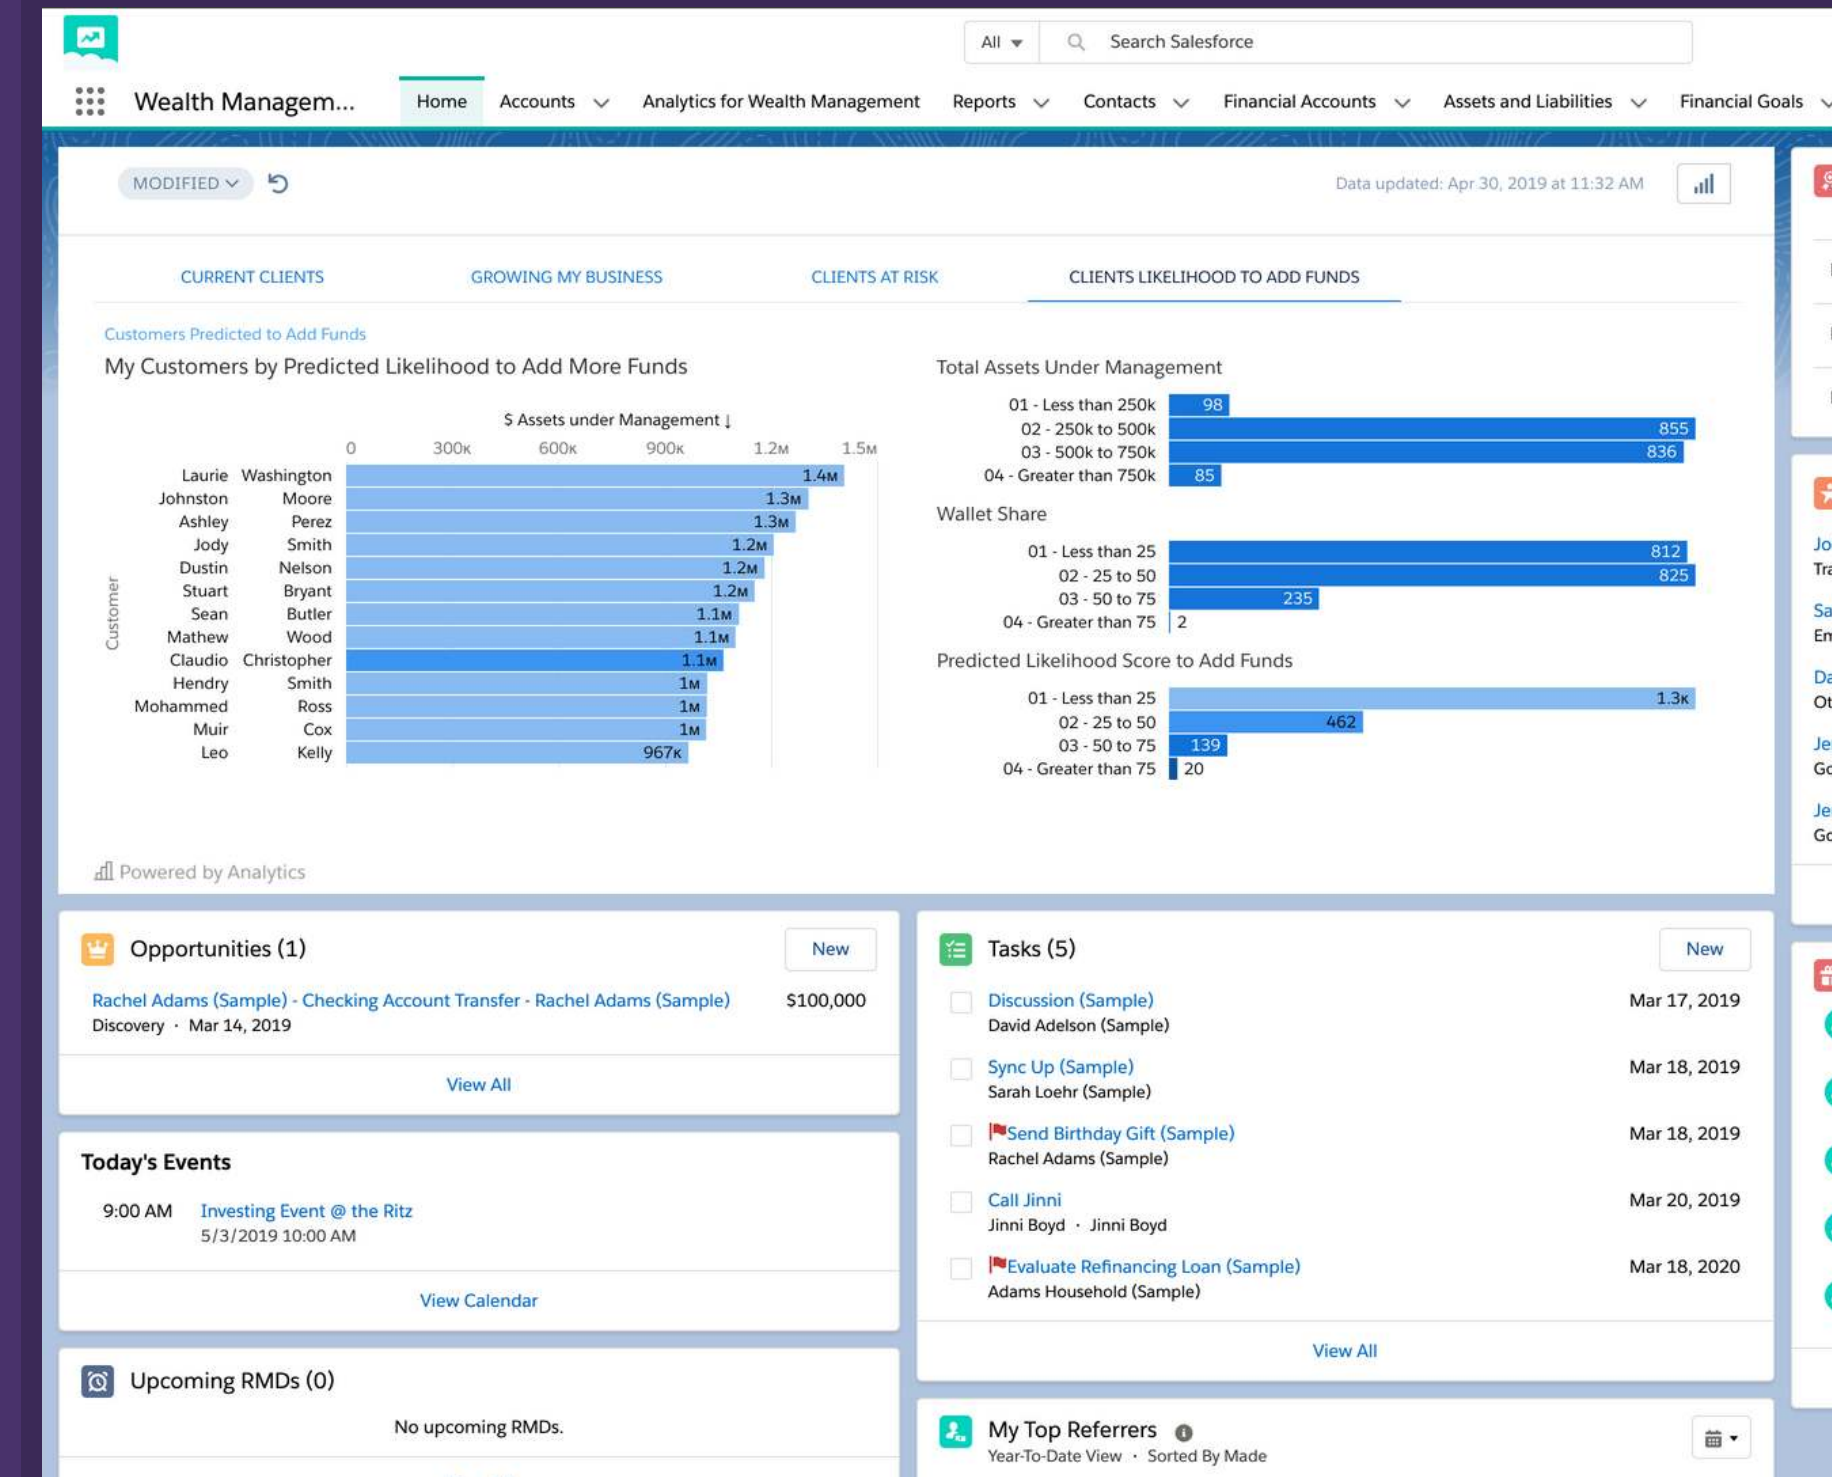 All
Search Salesforce
Wealth Managem...
Home
Accounts
Analytics for Wealth Management
Reports
Contacts
Financial Accounts
Assets and Liabilities
Financial Goals
MODIFIED
Data updated: Apr 30, 2019 at 11:32 AM
CURRENT CLIENTS
GROWING MY BUSINESS
CLIENTS AT RISK
CLIENTS LIKELIHOOD TO ADD FUNDS
Customers Predicted to Add Funds
My Customers by Predicted Likelihood to Add More Funds
$ Assets under Management ↓
0 300K 600K 900K 1.2M 1.5M
Customer
Laurie Washington 1.4M
Johnston Moore 1.3M
Ashley Perez 1.3M
Jody Smith 1.2M
Dustin Nelson 1.2M
Stuart Bryant 1.2M
Sean Butler 1.1M
Mathew Wood 1.1M
Claudio Christopher 1.1M
Hendry Smith 1M
Mohammed Ross 1M
Muir Cox 1M
Leo Kelly 967K
Total Assets Under Management
01 - Less than 250k 98
02 - 250k to 500k 855
03 - 500k to 750k 836
04 - Greater than 750k 85
Wallet Share
01 - Less than 25 812
02 - 25 to 50 825
03 - 50 to 75 235
04 - Greater than 75 2
Predicted Likelihood Score to Add Funds
01 - Less than 25 1.3K
02 - 25 to 50 462
03 - 50 to 75 139
04 - Greater than 75 20
Powered by Analytics
Opportunities (1)
New
Rachel Adams (Sample) - Checking Account Transfer - Rachel Adams (Sample) $100,000
Discovery · Mar 14, 2019
View All
Today's Events
9:00 AM Investing Event @ the Ritz
5/3/2019 10:00 AM
View Calendar
Upcoming RMDs (0)
No upcoming RMDs.
Tasks (5)
New
Discussion (Sample) Mar 17, 2019
David Adelson (Sample)
Sync Up (Sample) Mar 18, 2019
Sarah Loehr (Sample)
Send Birthday Gift (Sample) Mar 18, 2019
Rachel Adams (Sample)
Call Jinni Mar 20, 2019
Jinni Boyd · Jinni Boyd
Evaluate Refinancing Loan (Sample) Mar 18, 2020
Adams Household (Sample)
View All
My Top Referrers
Year-To-Date View · Sorted By Made